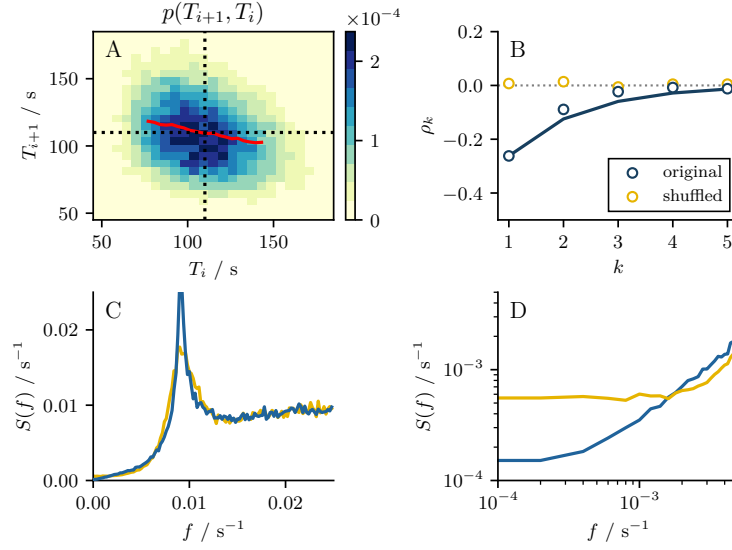 p(T_{i+1}, T_i)
×10^{−4}
A
T_{i+1} / s
150
100
50
50
100
150
T_i / s
2
1
0
B
ρ_k
0.0
−0.2
−0.4
original
shuffled
1
2
3
4
5
k
C
S(f) / s^{−1}
0.02
0.01
0.00
0.00
0.01
0.02
f / s^{−1}
D
S(f) / s^{−1}
10^{−3}
10^{−4}
10^{−4}
10^{−3}
f / s^{−1}